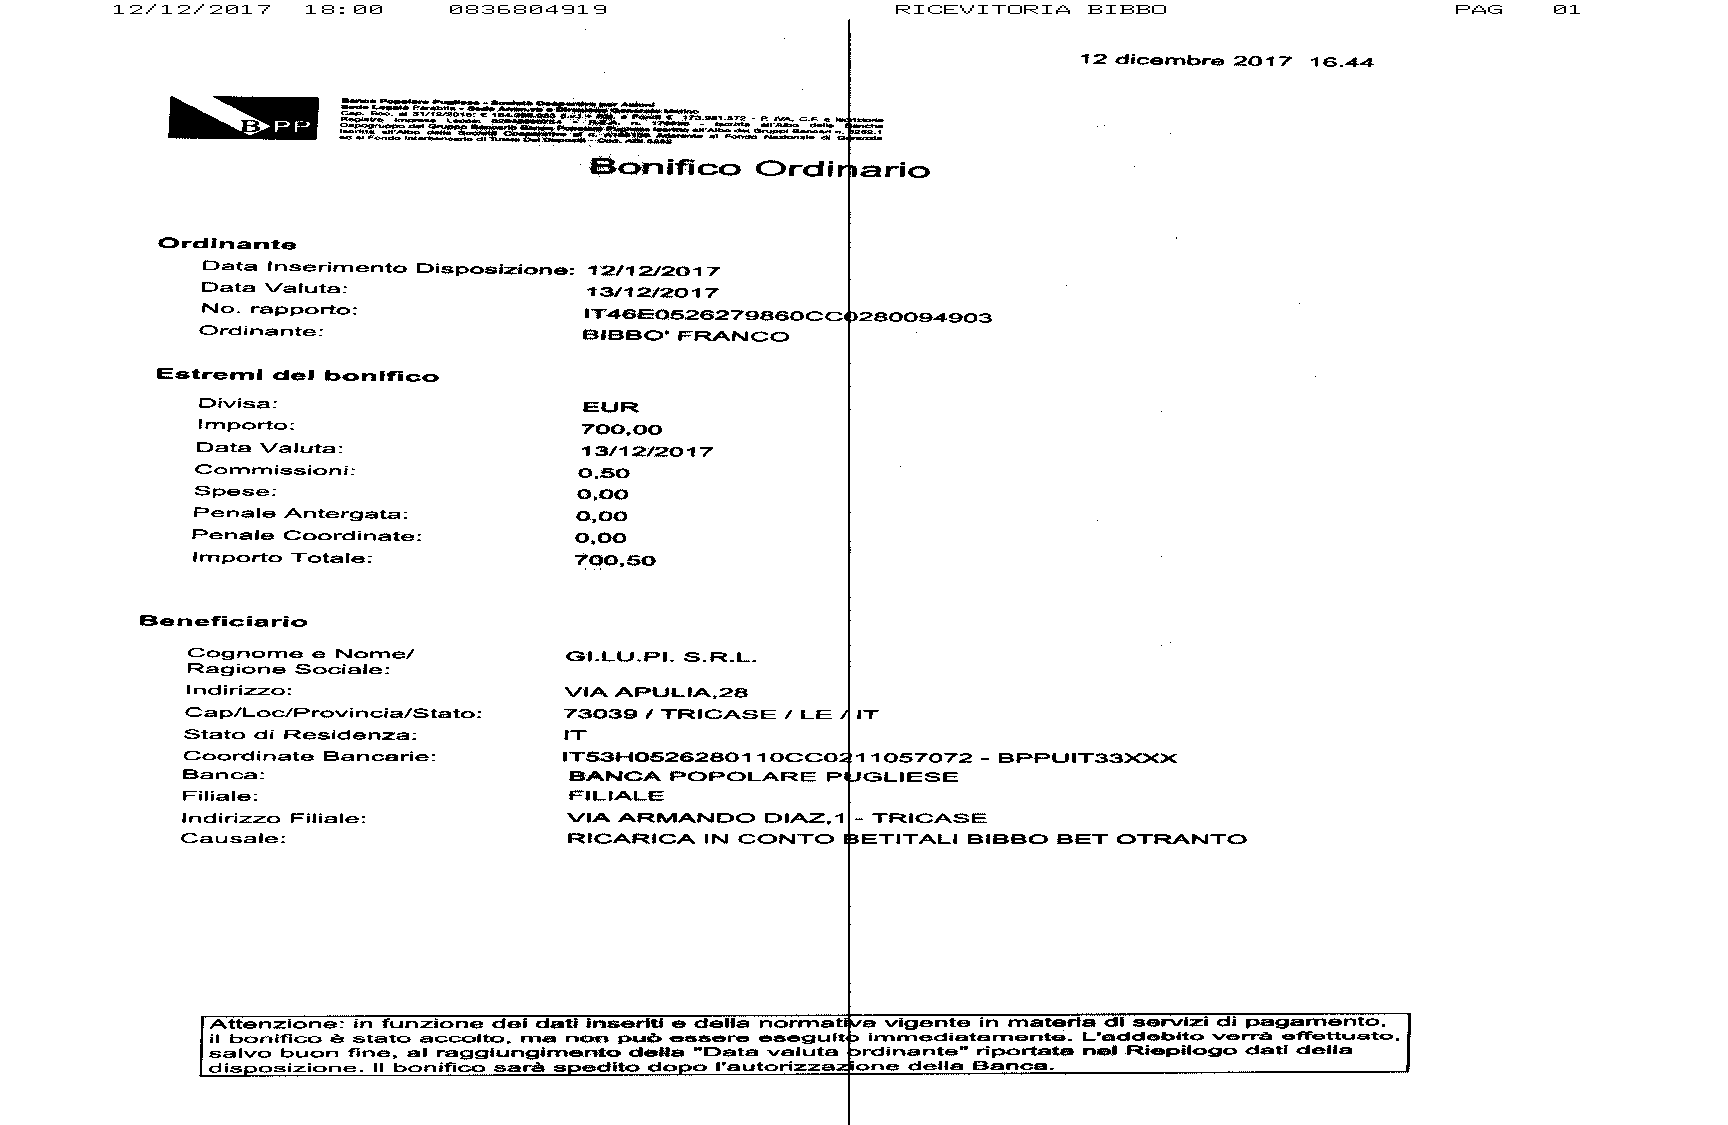 12/12/2017 18:00 0836804919 RICEVITORIA BIBBO PAG 01
12 dicembre 2017 16.44
BPP
Banca Popolare Pugliese - Società Cooperativa per Azioni
Bonifico Ordinario
Ordinante
Data Inserimento Disposizione: 12/12/2017
Data Valuta: 13/12/2017
No. rapporto: IT46E0526279860CC0280094903
Ordinante: BIBBO' FRANCO
Estremi del bonifico
Divisa: EUR
Importo: 700,00
Data Valuta: 13/12/2017
Commissioni: 0,50
Spese: 0,00
Penale Antergata: 0,00
Penale Coordinate: 0,00
Importo Totale: 700,50
Beneficiario
Cognome e Nome/ GI.LU.PI. S.R.L.
Ragione Sociale:
Indirizzo: VIA APULIA,28
Cap/Loc/Provincia/Stato: 73039 / TRICASE / LE / IT
Stato di Residenza: IT
Coordinate Bancarie: IT53H0526280110CC0211057072 - BPPUIT33XXX
Banca: BANCA POPOLARE PUGLIESE
Filiale: FILIALE
Indirizzo Filiale: VIA ARMANDO DIAZ,1 - TRICASE
Causale: RICARICA IN CONTO BETITALI BIBBO BET OTRANTO
Attenzione: in funzione dei dati inseriti e della normativa vigente in materia di servizi di pagamento,
il bonifico è stato accolto, ma non può essere eseguito immediatamente. L'addebito verrà effettuato,
salvo buon fine, al raggiungimento della "Data valuta ordinante" riportata nel Riepilogo dati della
disposizione. Il bonifico sarà spedito dopo l'autorizzazione della Banca.